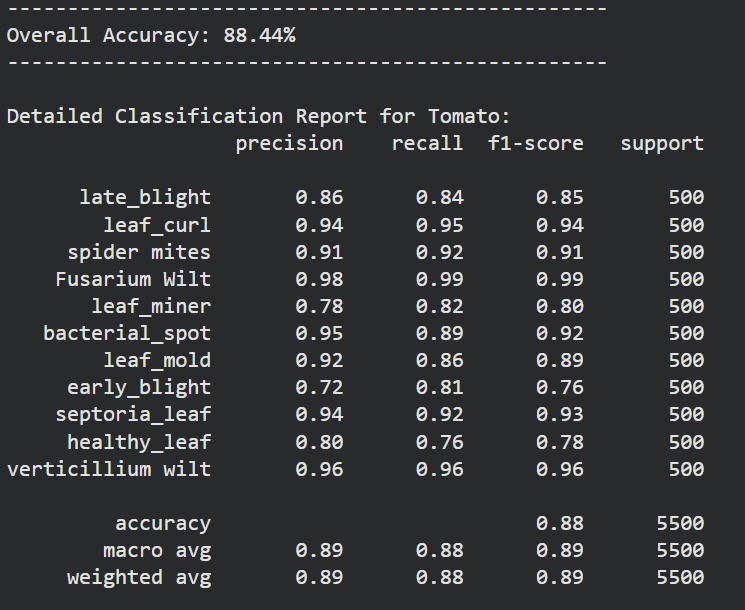 --------------------------------------------------
Overall Accuracy: 88.44%
--------------------------------------------------
Detailed Classification Report for Tomato:
precision recall f1-score support
late_blight 0.86 0.84 0.85 500
leaf_curl 0.94 0.95 0.94 500
spider mites 0.91 0.92 0.91 500
Fusarium Wilt 0.98 0.99 0.99 500
leaf_miner 0.78 0.82 0.80 500
bacterial_spot 0.95 0.89 0.92 500
leaf_mold 0.92 0.86 0.89 500
early_blight 0.72 0.81 0.76 500
septoria_leaf 0.94 0.92 0.93 500
healthy_leaf 0.80 0.76 0.78 500
verticillium wilt 0.96 0.96 0.96 500
accuracy 0.88 5500
macro avg 0.89 0.88 0.89 5500
weighted avg 0.89 0.88 0.89 5500